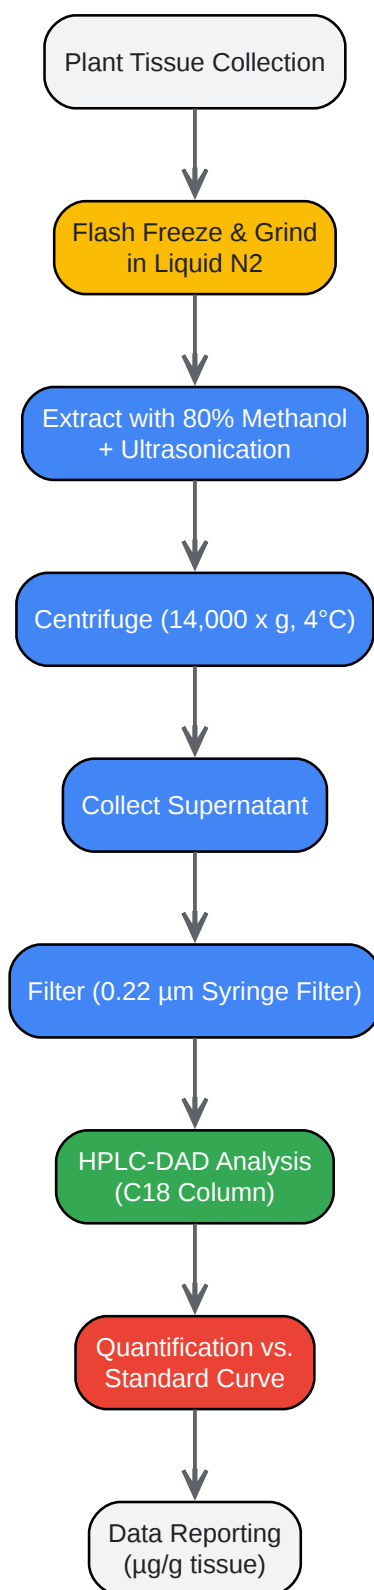 Plant Tissue Collection
Flash Freeze & Grind
in Liquid N2
Extract with 80% Methanol
+ Ultrasonication
Centrifuge (14,000 x g, 4°C)
Collect Supernatant
Filter (0.22 µm Syringe Filter)
HPLC-DAD Analysis
(C18 Column)
Quantification vs.
Standard Curve
Data Reporting
(µg/g tissue)